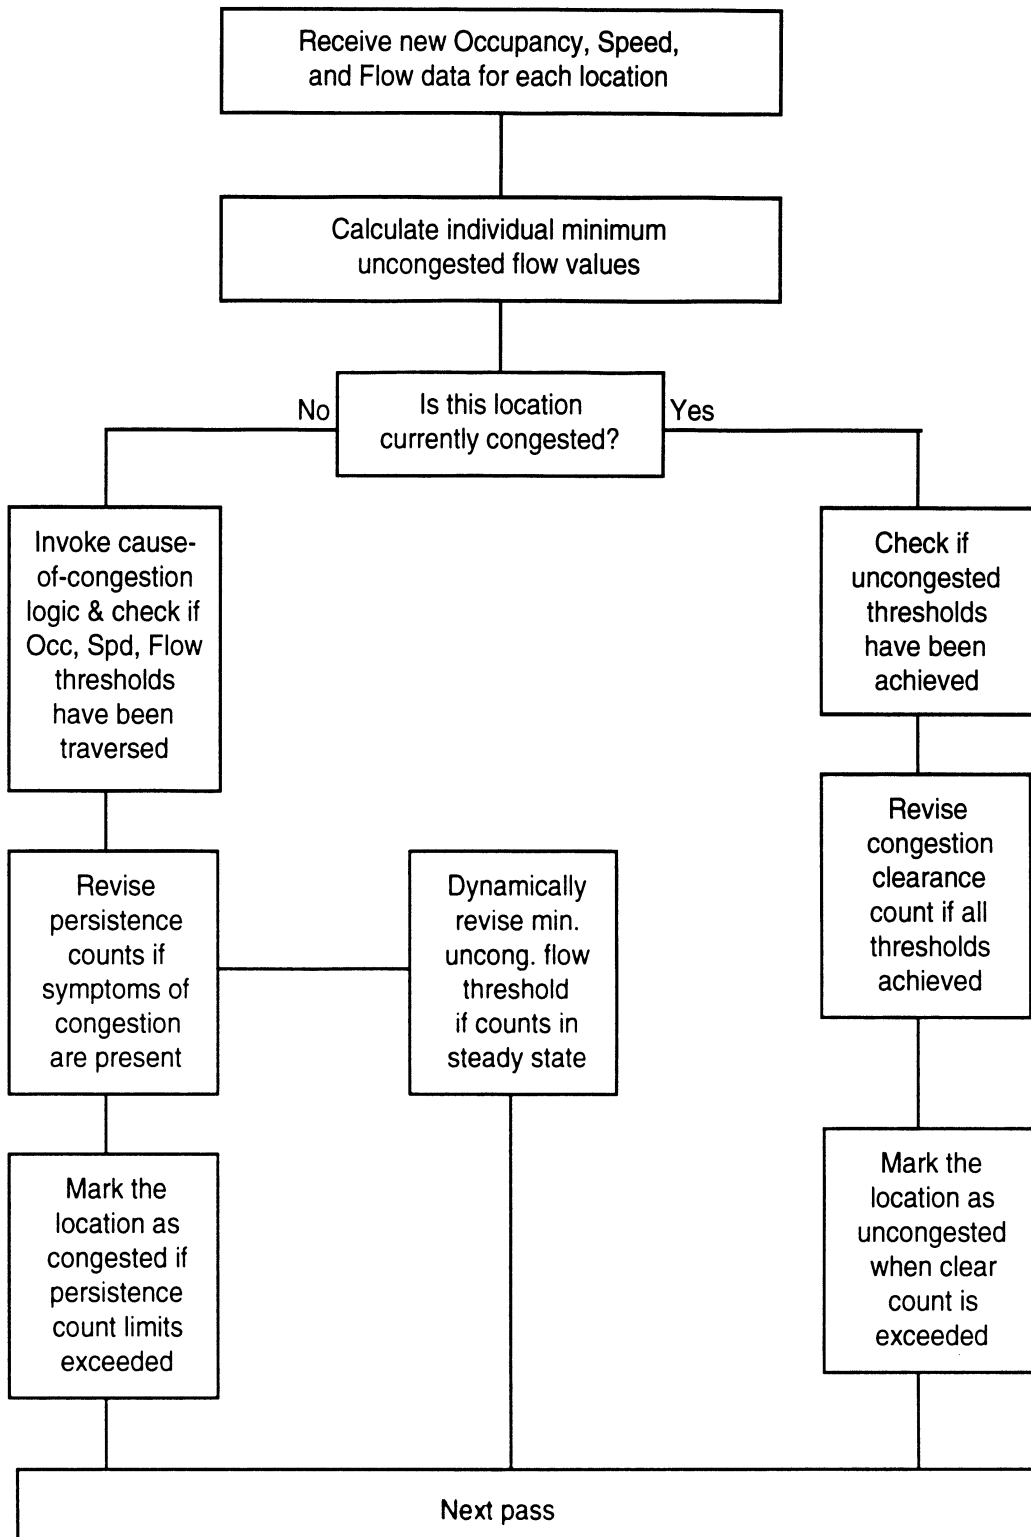 Receive new Occupancy, Speed,
and Flow data for each location
Calculate individual minimum
uncongested flow values
No
Is this location
currently congested?
Yes
Invoke cause-
of-congestion
logic & check if
Occ, Spd, Flow
thresholds
have been
traversed
Check if
uncongested
thresholds
have been
achieved
Revise
persistence
counts if
symptoms of
congestion
are present
Dynamically
revise min.
uncong. flow
threshold
if counts in
steady state
Revise
congestion
clearance
count if all
thresholds
achieved
Mark the
location as
congested if
persistence
count limits
exceeded
Mark the
location as
uncongested
when clear
count is
exceeded
Next pass